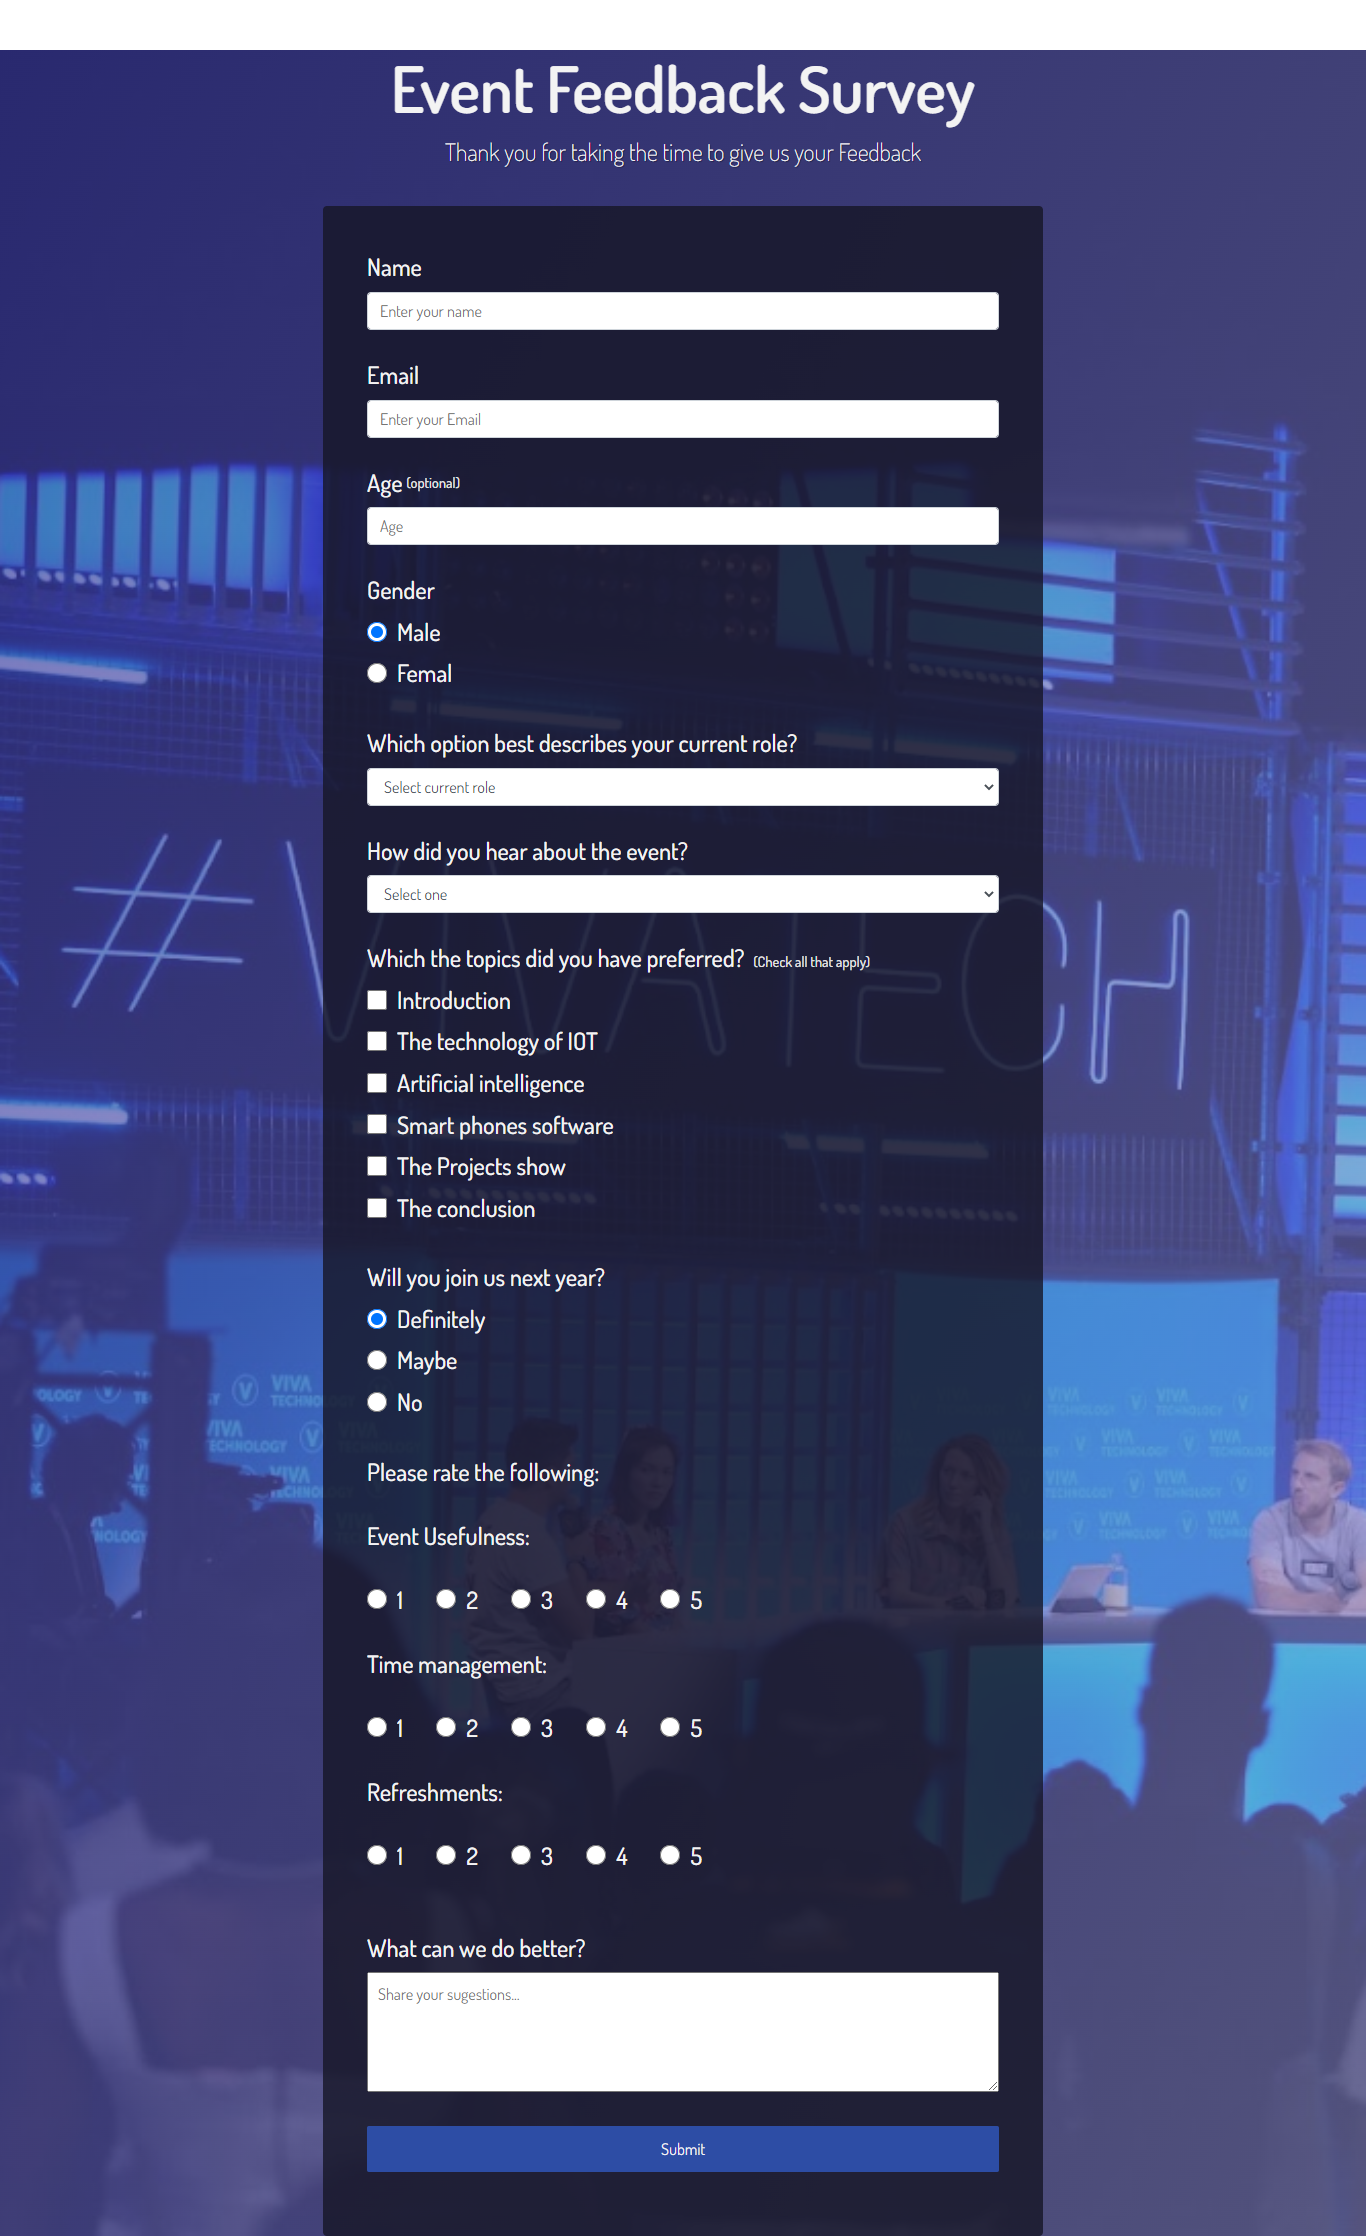 Event Feedback Survey
Thank you for taking the time to give us your Feedback
Name
Enter your name
Email
Enter your Email
Age (optional)
Age
Gender
Male
Femal
Which option best describes your current role?
Select current role
How did you hear about the event?
Select one
#VIVATECH
Which the topics did you have preferred? (Check all that apply)
Introduction
The technology of IOT
Artificial intelligence
Smart phones software
The Projects show
The conclusion
Will you join us next year?
Definitely
Maybe
No
VIVA TECHNOLOGY
Please rate the following:
Event Usefulness:
1 2 3 4 5
Time management:
1 2 3 4 5
Refreshments:
1 2 3 4 5
What can we do better?
Share your sugestions...
Submit